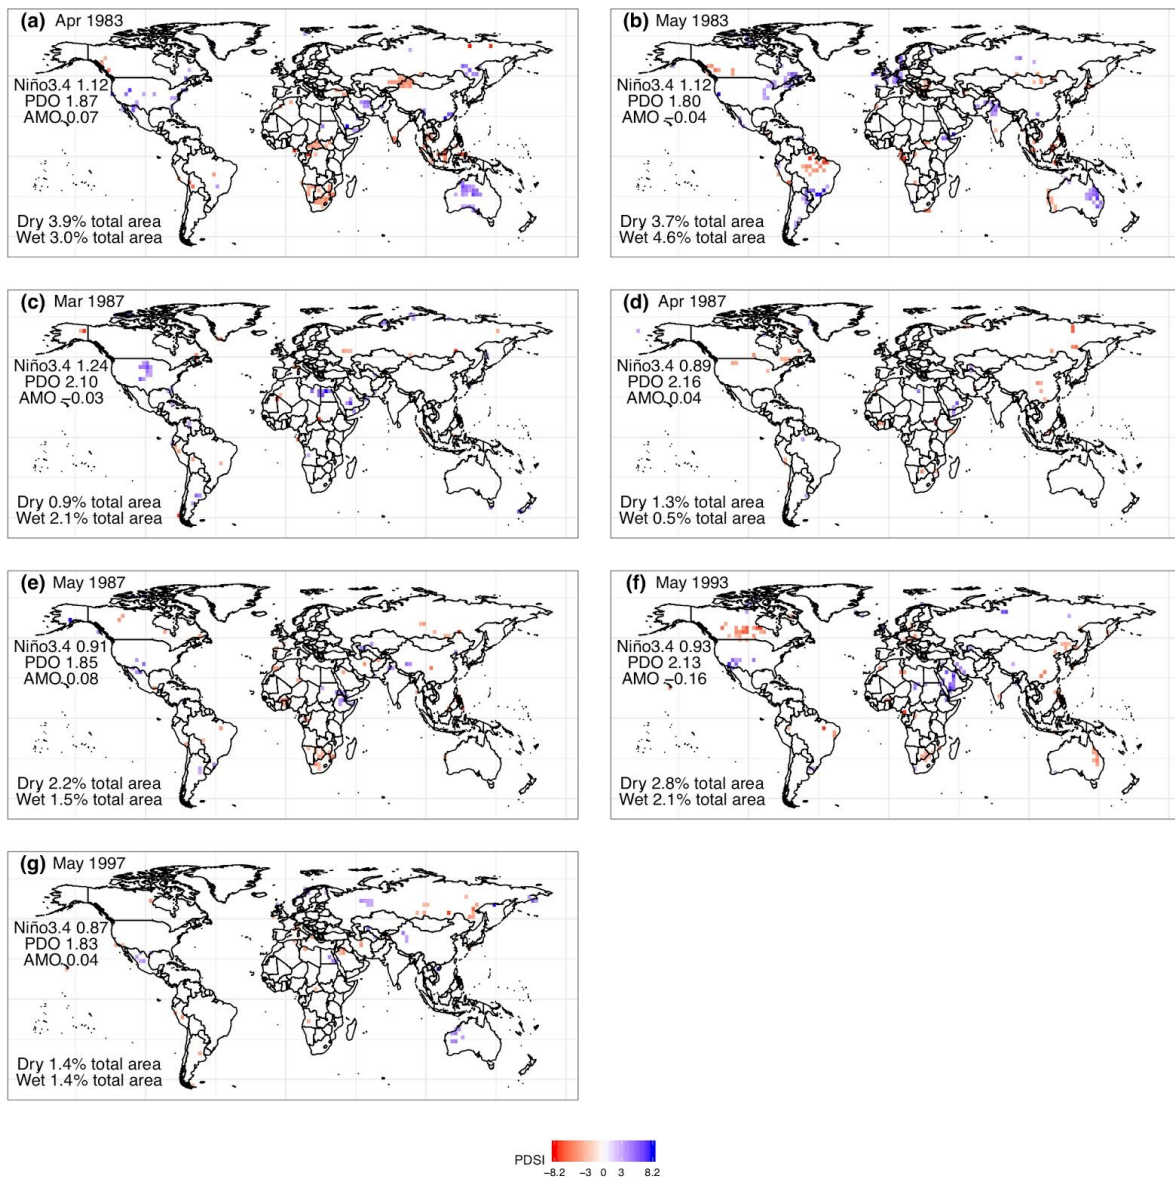 (a) Apr 1983
Niño3.4 1.12
PDO 1.87
AMO 0.07
Dry 3.9% total area
Wet 3.0% total area
(b) May 1983
Niño3.4 1.12
PDO 1.80
AMO −0.04
Dry 3.7% total area
Wet 4.6% total area
(c) Mar 1987
Niño3.4 1.24
PDO 2.10
AMO −0.03
Dry 0.9% total area
Wet 2.1% total area
(d) Apr 1987
Niño3.4 0.89
PDO 2.16
AMO 0.04
Dry 1.3% total area
Wet 0.5% total area
(e) May 1987
Niño3.4 0.91
PDO 1.85
AMO 0.08
Dry 2.2% total area
Wet 1.5% total area
(f) May 1993
Niño3.4 0.93
PDO 2.13
AMO −0.16
Dry 2.8% total area
Wet 2.1% total area
(g) May 1997
Niño3.4 0.87
PDO 1.83
AMO 0.04
Dry 1.4% total area
Wet 1.4% total area
PDSI
−8.2 −3 0 3 8.2